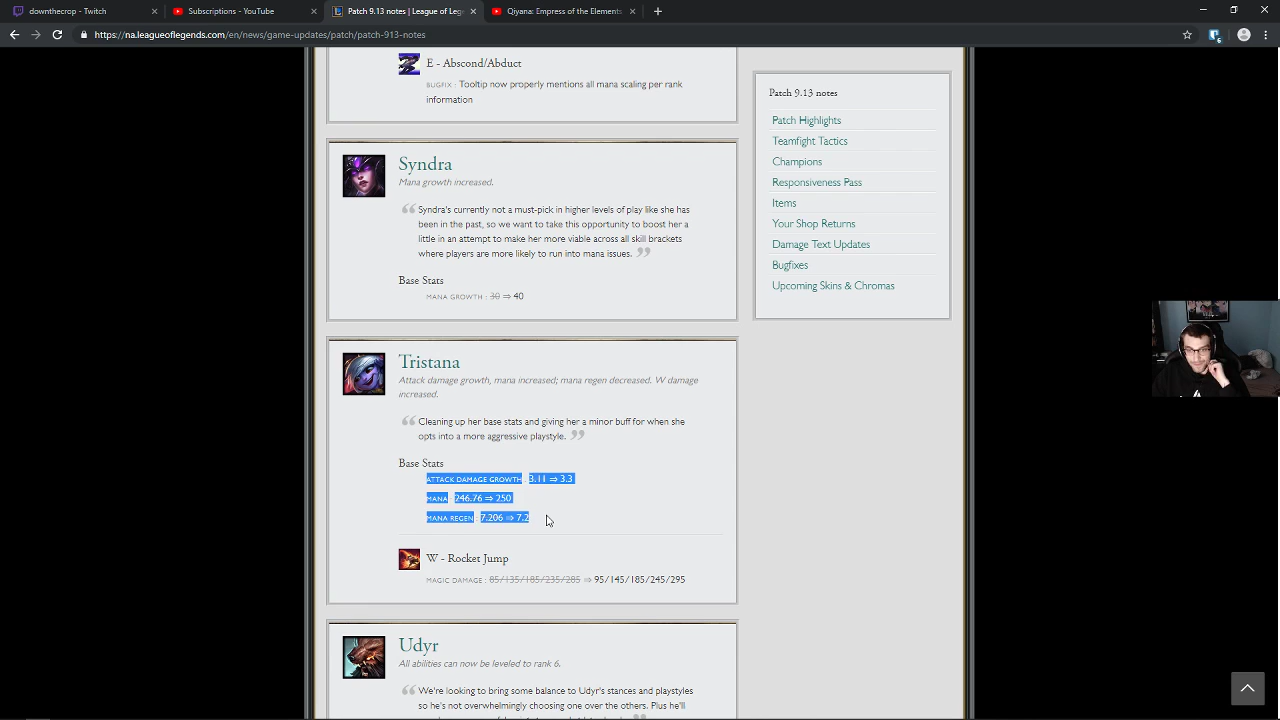 downthecrop - Twitch
Subscriptions - YouTube
Patch 9.13 notes | League of Leg
Qiyana: Empress of the Elements
https://na.leagueoflegends.com/en/news/game-updates/patch/patch-913-notes
E - Abscond/Abduct
BUGFIX : Tooltip now properly mentions all mana scaling per rank
information
Syndra
Mana growth increased.
Syndra's currently not a must-pick in higher levels of play like she has
been in the past, so we want to take this opportunity to boost her a
little in an attempt to make her more viable across all skill brackets
where players are more likely to run into mana issues.
Base Stats
MANA GROWTH : 30 ⇒ 40
Tristana
Attack damage growth, mana increased; mana regen decreased. W damage
increased.
Cleaning up her base stats and giving her a minor buff for when she
opts into a more aggressive playstyle.
Base Stats
ATTACK DAMAGE GROWTH : 3.11 ⇒ 3.3
MANA : 246.76 ⇒ 250
MANA REGEN : 7.206 ⇒ 7.2
W - Rocket Jump
MAGIC DAMAGE : 85/135/185/235/285 ⇒ 95/145/185/245/295
Udyr
All abilities can now be leveled to rank 6.
We're looking to bring some balance to Udyr's stances and playstyles
so he's not overwhelmingly choosing one over the others. Plus he'll
Patch 9.13 notes
Patch Highlights
Teamfight Tactics
Champions
Responsiveness Pass
Items
Your Shop Returns
Damage Text Updates
Bugfixes
Upcoming Skins & Chromas